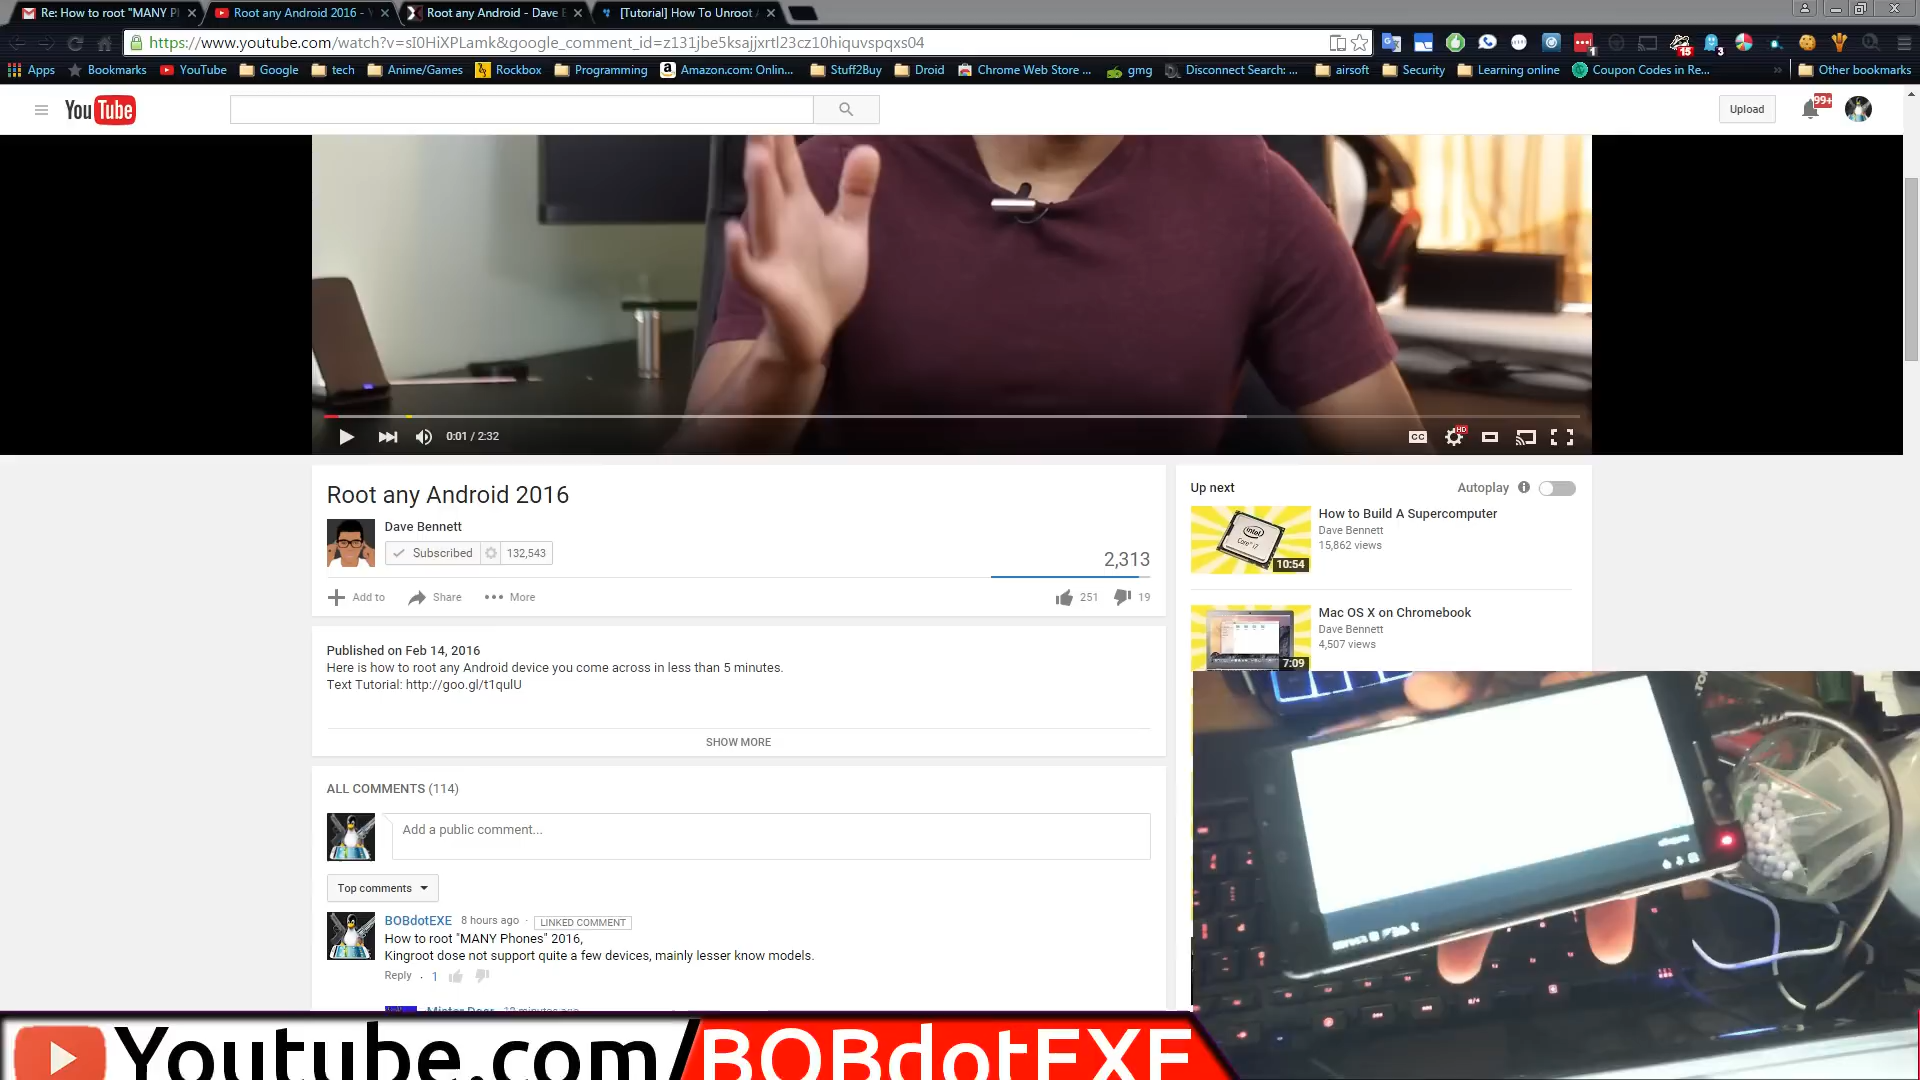 Re: How to root "MANY P
Root any Android 2016 -
Root any Android - Dave
[Tutorial] How To Unroot
https://www.youtube.com/watch?v=sI0HiXPLamk&google_comment_id=z131jbe5ksajjxrtl23cz10hiquvspqxs04
Apps
Bookmarks
YouTube
Google
tech
Anime/Games
Rockbox
Programming
Amazon.com: Onlin...
Stuff2Buy
Droid
Chrome Web Store ...
gmg
Disconnect Search: ...
airsoft
Security
Learning online
Coupon Codes in Re...
Other bookmarks
YouTube
Upload
99+
0:01 / 2:32
CC
HD
Root any Android 2016
Dave Bennett
Subscribed
132,543
2,313
Add to
Share
More
251
19
Published on Feb 14, 2016
Here is how to root any Android device you come across in less than 5 minutes.
Text Tutorial: http://goo.gl/t1qulU
SHOW MORE
ALL COMMENTS (114)
Add a public comment...
Top comments
BOBdotEXE 8 hours ago · LINKED COMMENT
How to root "MANY Phones" 2016,
Kingroot dose not support quite a few devices, mainly lesser know models.
Reply · 1
Up next
Autoplay
How to Build A Supercomputer
Dave Bennett
15,862 views
10:54
Mac OS X on Chromebook
Dave Bennett
4,507 views
7:09
Youtube.com/BOBdotEXE